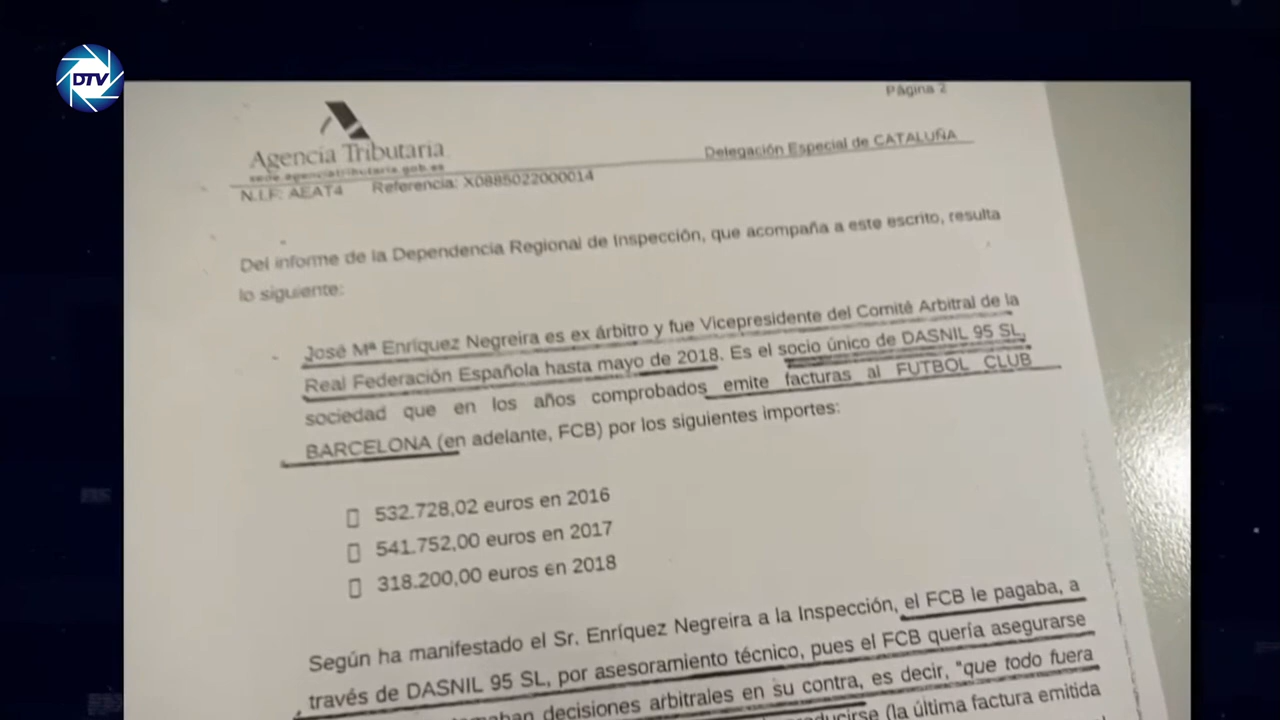 DTV
Página 2
Agencia Tributaria
Delegación Especial de CATALUÑA
sede.agenciatributaria.gob.es
N.I.F: AEAT4 Referencia: X0885022000014
Del informe de la Dependencia Regional de Inspección, que acompaña a este escrito, resulta
lo siguiente:
José Mª Enríquez Negreira es ex árbitro y fue Vicepresidente del Comité Arbitral de la
Real Federación Española hasta mayo de 2018. Es el socio único de DASNIL 95 SL,
sociedad que en los años comprobados emite facturas al FUTBOL CLUB
BARCELONA (en adelante, FCB) por los siguientes importes:
532.728,02 euros en 2016
541.752,00 euros en 2017
318.200,00 euros en 2018
Según ha manifestado el Sr. Enríquez Negreira a la Inspección, el FCB le pagaba, a
través de DASNIL 95 SL, por asesoramiento técnico, pues el FCB quería asegurarse
decisiones arbitrales en su contra, es decir, "que todo fuera
(la última factura emitida